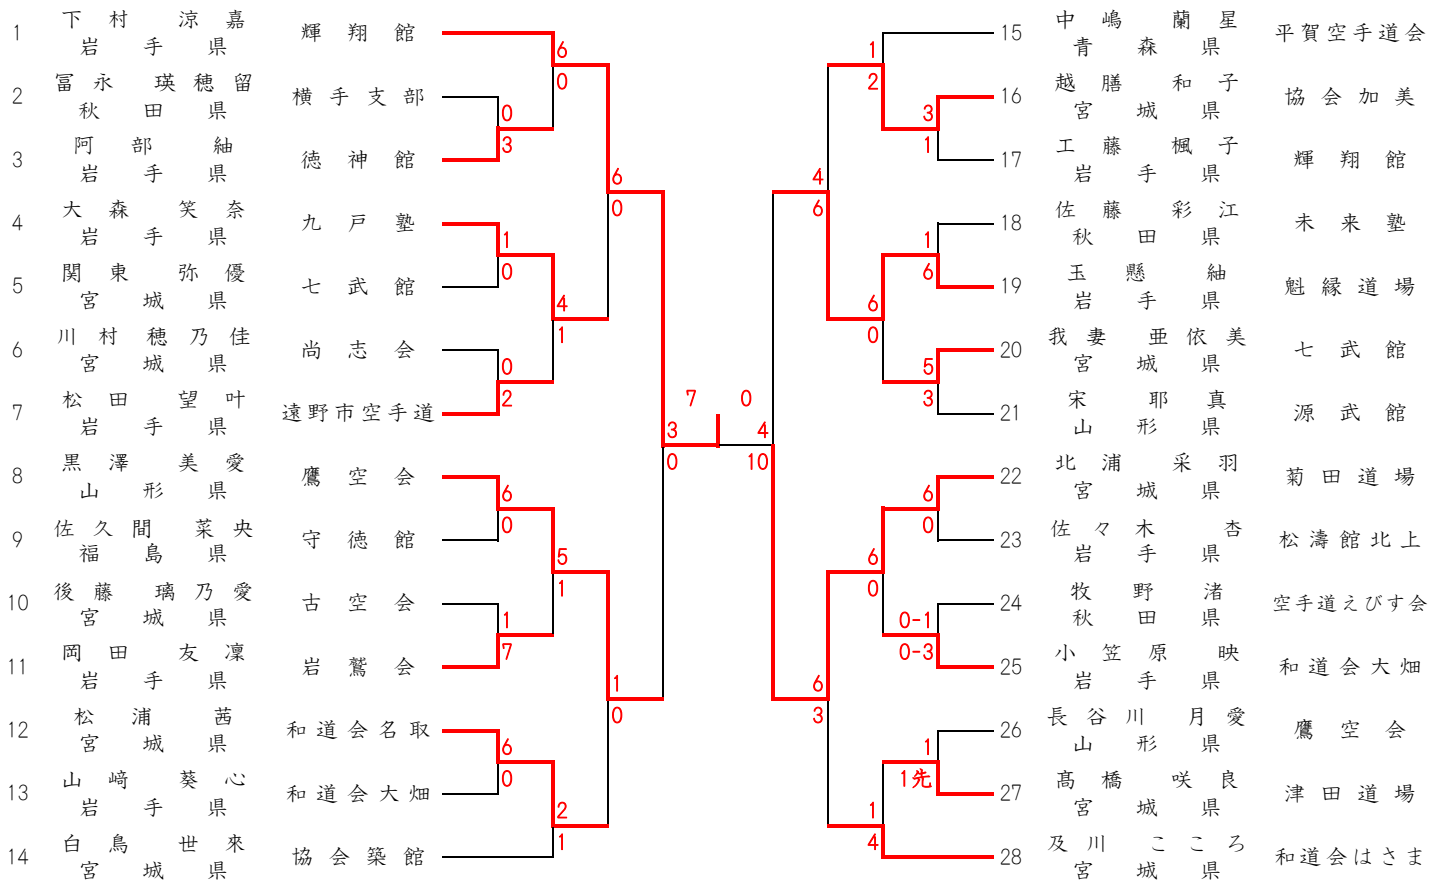 1 下村 涼嘉 岩手県 輝翔館
2 冨永 瑛穂留 秋田県 横手支部
3 阿部 紬 岩手県 徳神館
4 大森 笑奈 岩手県 九戸塾
5 関東 弥優 宮城県 七武館
6 川村 穂乃佳 宮城県 尚志会
7 松田 望叶 岩手県 遠野市空手道
8 黒澤 美愛 山形県 鷹空会
9 佐久間 菜央 福島県 守徳館
10 後藤 璃乃愛 宮城県 古空会
11 岡田 友凜 岩手県 岩鷲会
12 松浦 茜 宮城県 和道会名取
13 山﨑 葵心 岩手県 和道会大畑
14 白鳥 世來 宮城県 協会築館
6
0
0
3
1
0
0
2
6
0
1
7
6
0
4
1
5
1
2
1
6
0
1
0
3
0
7 0
4
10
4
6
6
3
1
2
6
0
6
0
1
4
3
1
1
6
5
3
6
0
0-1
0-3
1
1先
15 中嶋 蘭星 青森県 平賀空手道会
16 越膳 和子 宮城県 協会加美
17 工藤 楓子 岩手県 輝翔館
18 佐藤 彩江 秋田県 未来塾
19 玉懸 紬 岩手県 魁縁道場
20 我妻 亜依美 宮城県 七武館
21 宋 耶真 山形県 源武館
22 北浦 采羽 宮城県 菊田道場
23 佐々木 杏 岩手県 松濤館北上
24 牧野 渚 秋田県 空手道えびす会
25 小笠原 映 岩手県 和道会大畑
26 長谷川 月愛 山形県 鷹空会
27 髙橋 咲良 宮城県 津田道場
28 及川 こころ 宮城県 和道会はさま